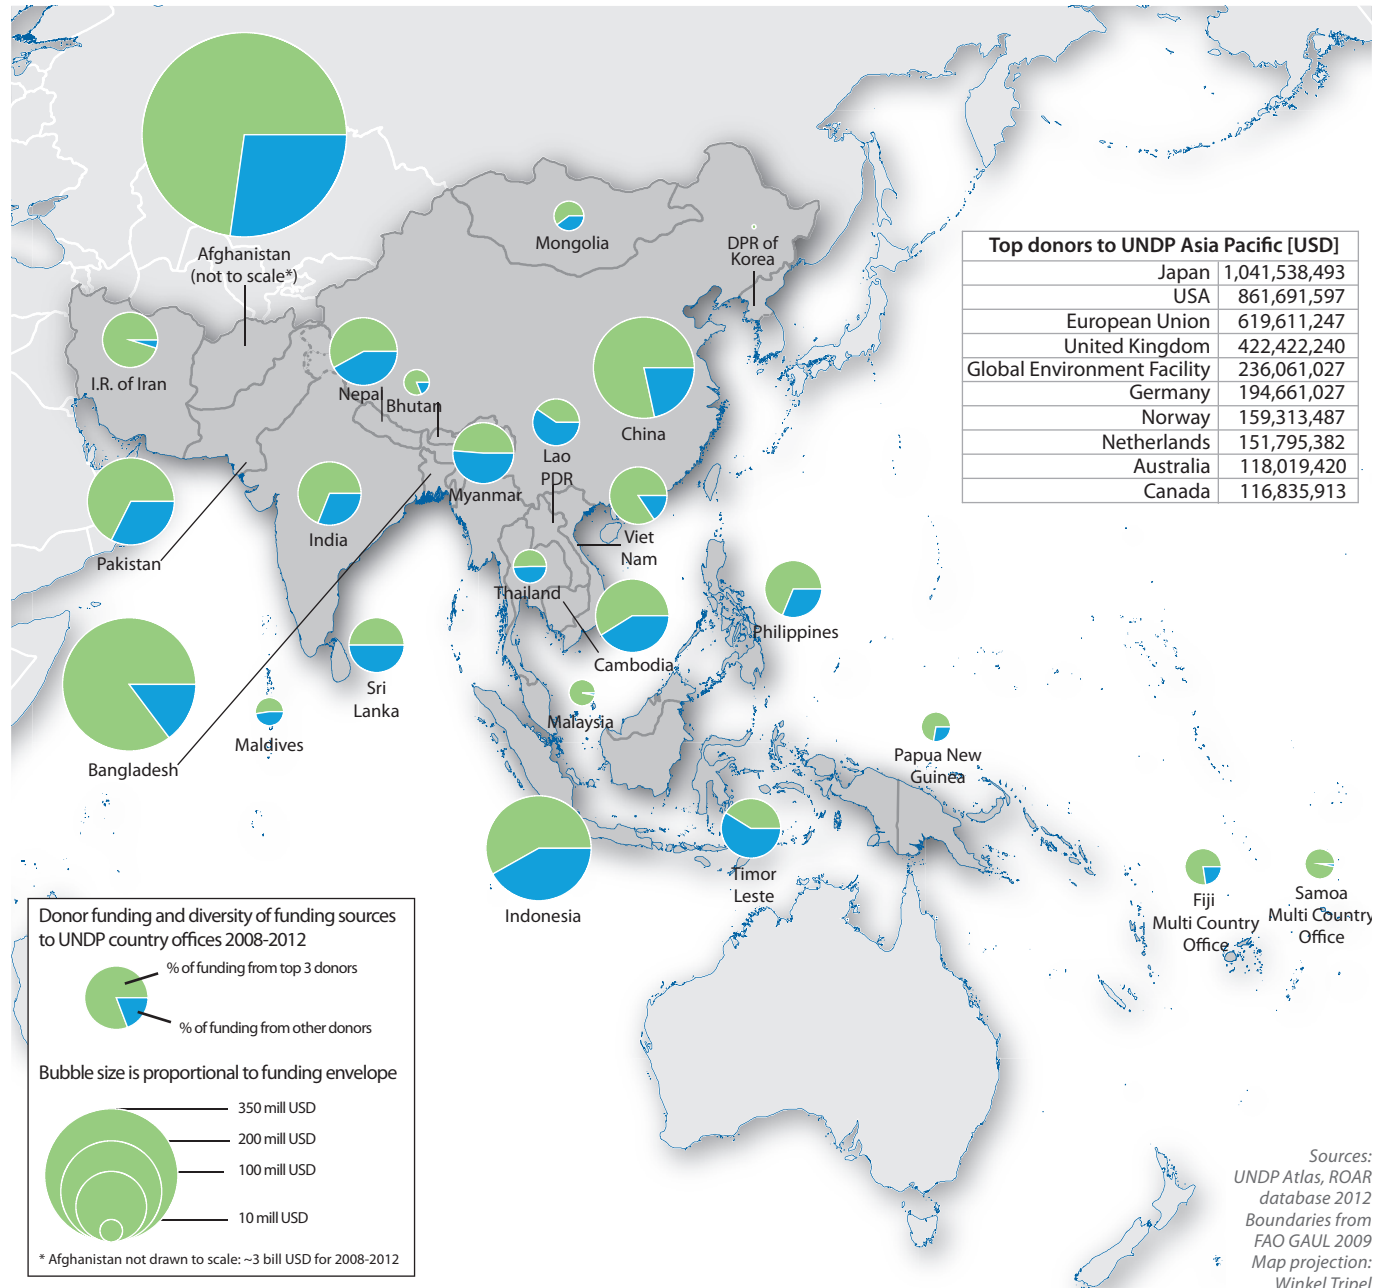 Afghanistan
(not to scale*)
Mongolia
DPR of
Korea
Top donors to UNDP Asia Pacific [USD]
Japan 1,041,538,493
USA 861,691,597
European Union 619,611,247
United Kingdom 422,422,240
Global Environment Facility 236,061,027
Germany 194,661,027
Norway 159,313,487
Netherlands 151,795,382
Australia 118,019,420
Canada 116,835,913
I.R. of Iran
Nepal
Bhutan
China
Lao
PDR
Myanmar
India
Viet
Nam
Pakistan
Thailand
Philippines
Cambodia
Sri
Lanka
Malaysia
Maldives
Bangladesh
Papua New
Guinea
Timor
Leste
Indonesia
Fiji
Multi Country
Office
Samoa
Multi Country
Office
Donor funding and diversity of funding sources
to UNDP country offices 2008-2012
% of funding from top 3 donors
% of funding from other donors
Bubble size is proportional to funding envelope
350 mill USD
200 mill USD
100 mill USD
10 mill USD
* Afghanistan not drawn to scale: ~3 bill USD for 2008-2012
Sources:
UNDP Atlas, ROAR
database 2012
Boundaries from
FAO GAUL 2009
Map projection:
Winkel Tripel